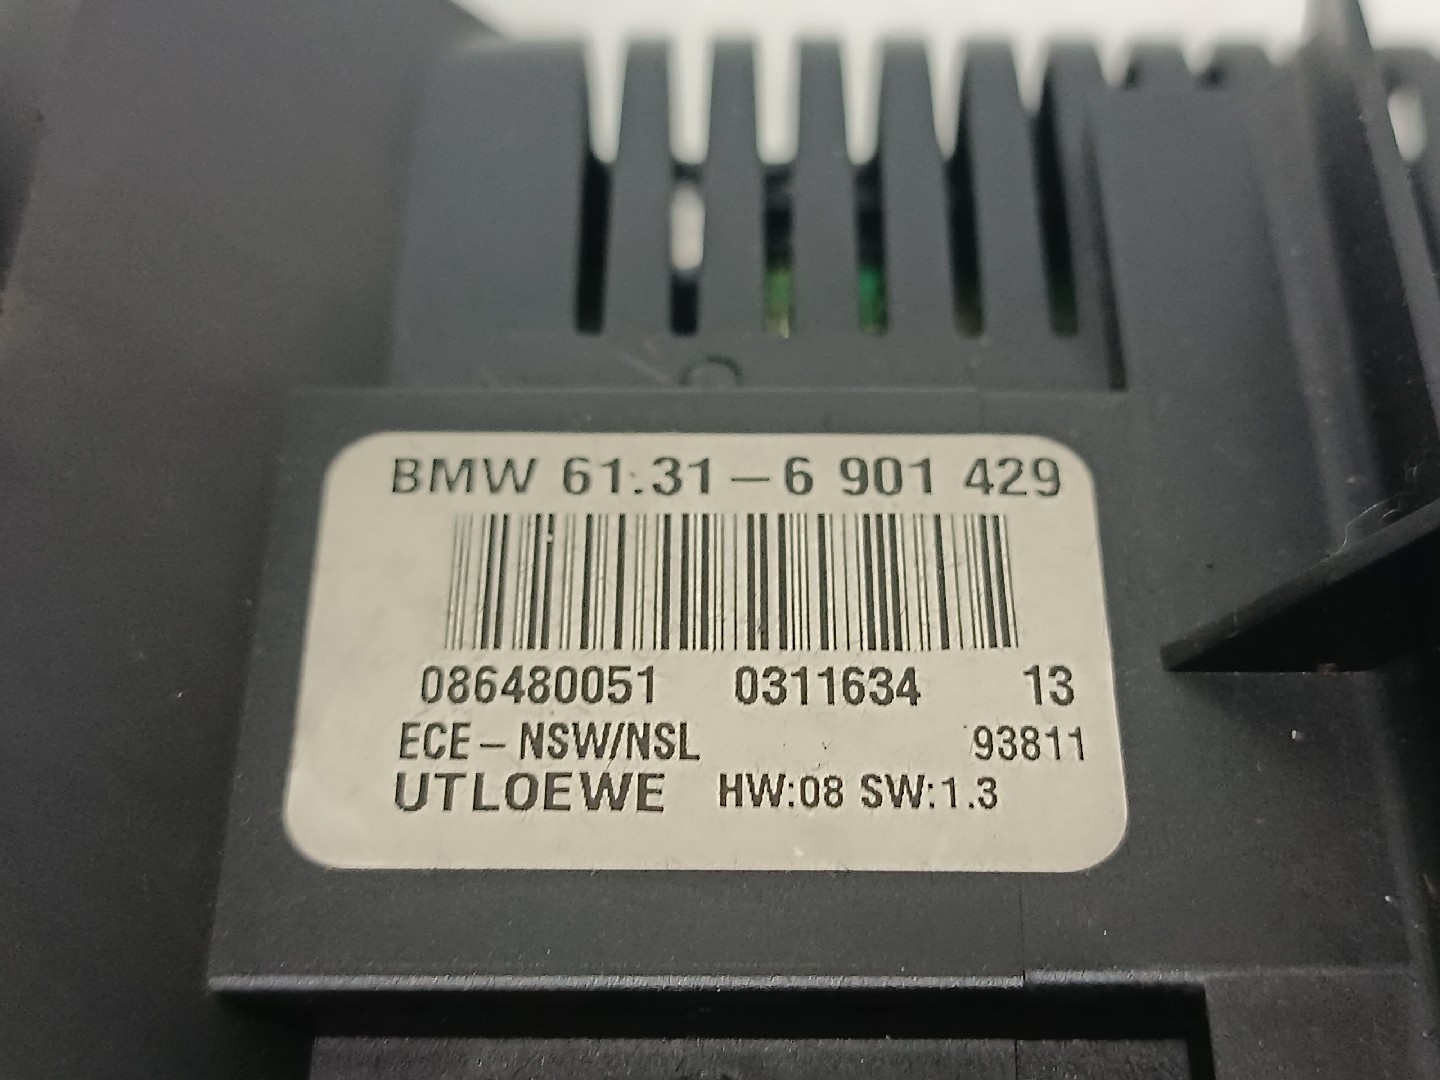 BMW 61.31-6 901 429
086480051 0311634 13
ECE-NSW/NSL 93811
UTLOEWE HW:08 SW:1.3